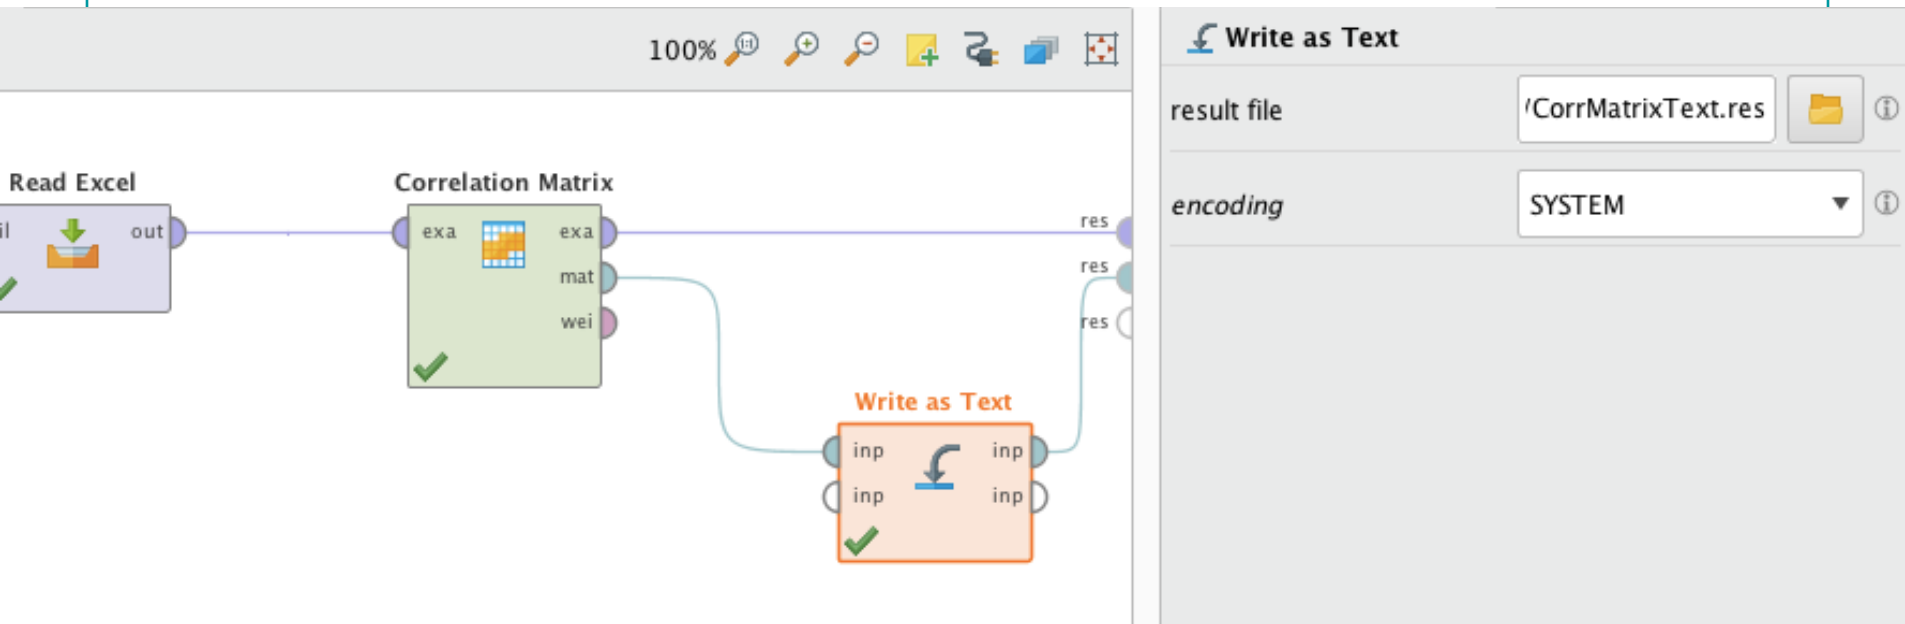 100%
Read Excel
il
out
Correlation Matrix
exa
exa
mat
wei
res
res
res
Write as Text
inp
inp
inp
inp
Write as Text
result file
/CorrMatrixText.res
encoding
SYSTEM